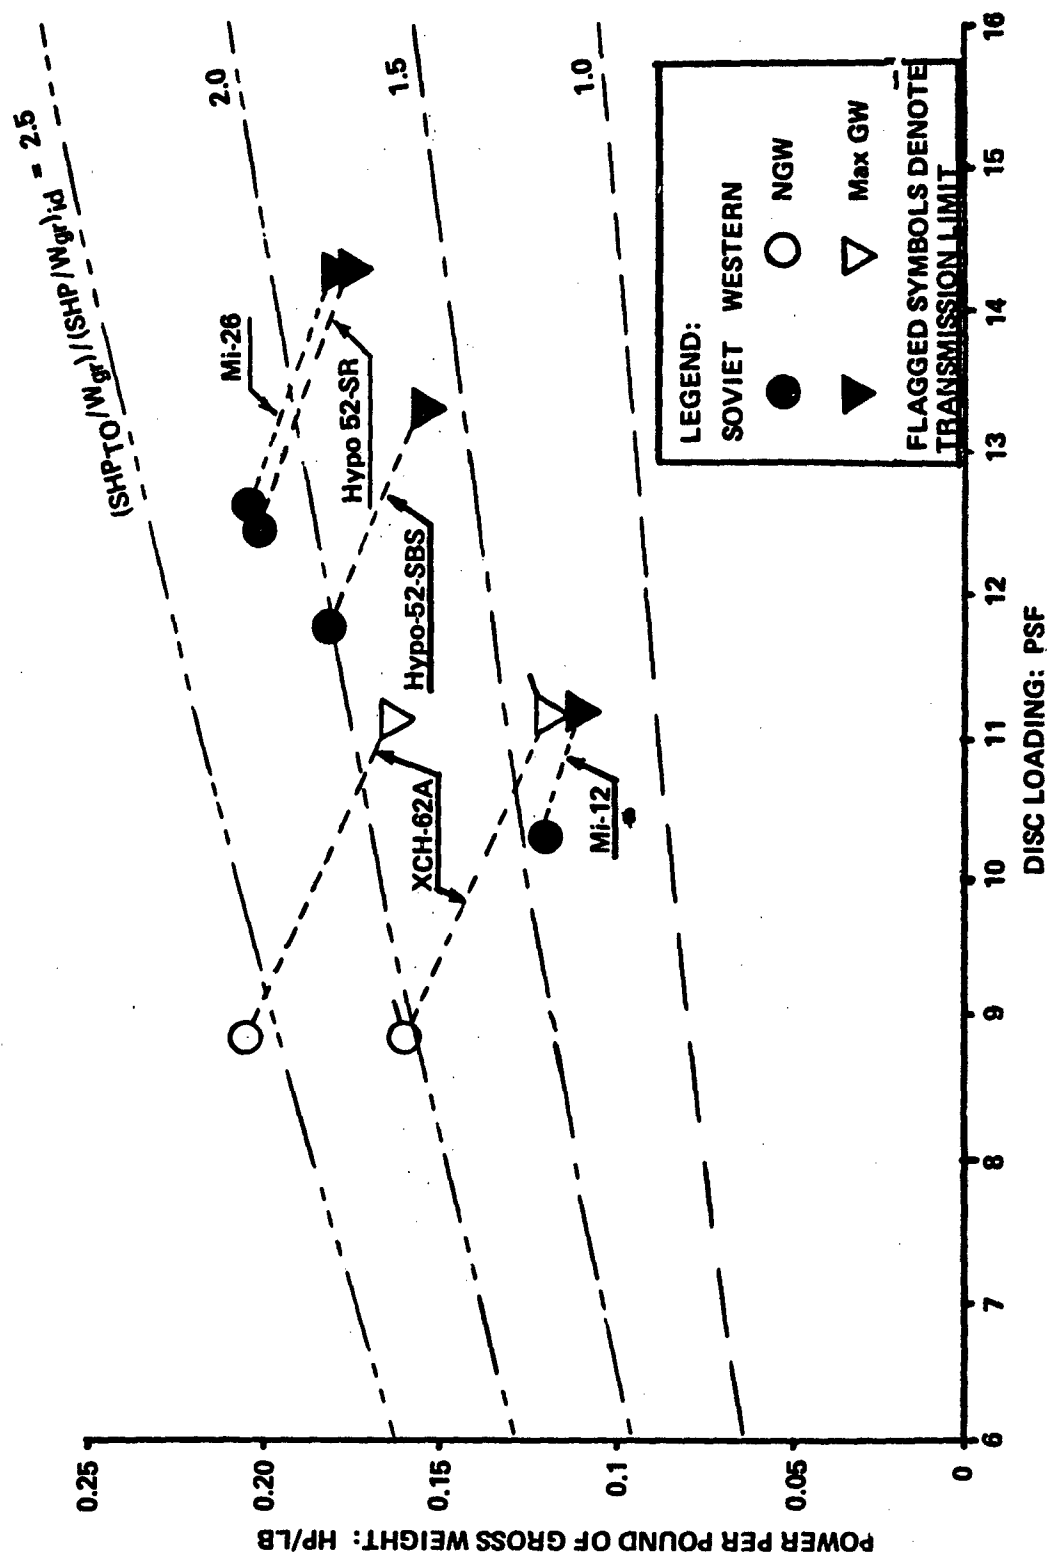 (SHPTO/Wgr)/(SHP/Wgr)id = 2.5
2.0
1.5
1.0
Mi-26
Hypo 52-SR
Hypo-52-SBS
XCH-62A
Mi-12
LEGEND:
SOVIET WESTERN
NGW
Max GW
FLAGGED SYMBOLS DENOTE
TRANSMISSION LIMIT
POWER PER POUND OF GROSS WEIGHT: HP/LB
0.25
0.20
0.15
0.1
0.05
0
6
7
8
9
10
11
12
13
14
15
16
DISC LOADING: PSF